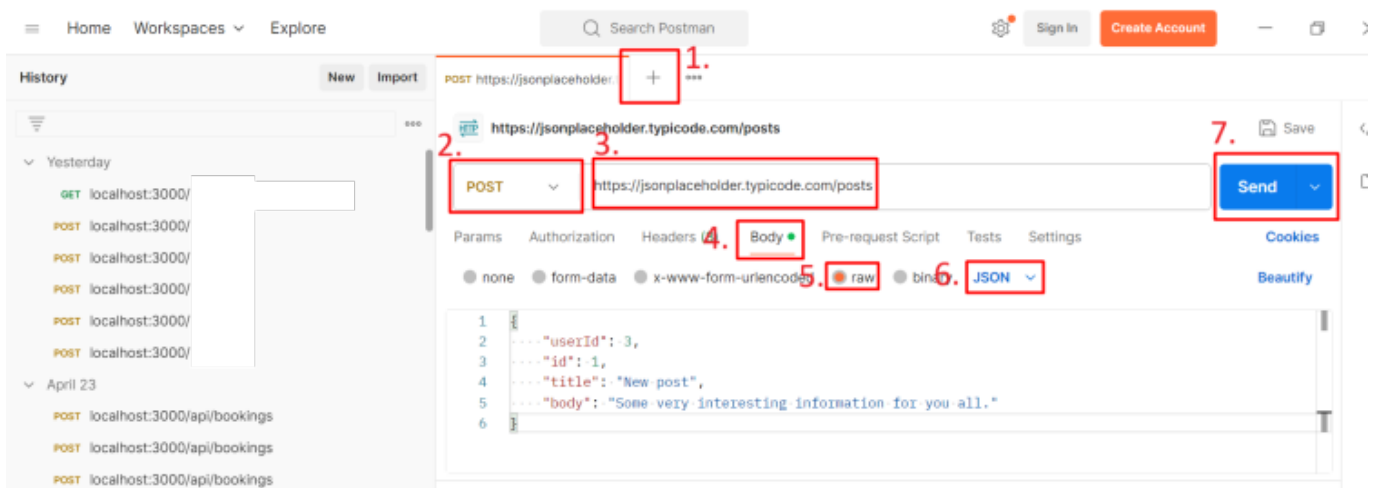 Home Workspaces Explore Search Postman Sign In Create Account
History New Import POST https://jsonplaceholder. 1.
https://jsonplaceholder.typicode.com/posts Save
Yesterday 2. 3. 7.
GET localhost:3000/ POST https://jsonplaceholder.typicode.com/posts Send
POST localhost:3000/
Params Authorization Headers 4. Body Pre-request Script Tests Settings Cookies
POST localhost:3000/
none form-data x-www-form-urlencoded 5. raw binary 6. JSON Beautify
POST localhost:3000/
1 {
POST localhost:3000/
2 "userId": 3,
POST localhost:3000/
3 "id": 1,
April 23
4 "title": "New post",
5 "body": "Some very interesting information for you all."
POST localhost:3000/api/bookings
6 }
POST localhost:3000/api/bookings
POST localhost:3000/api/bookings